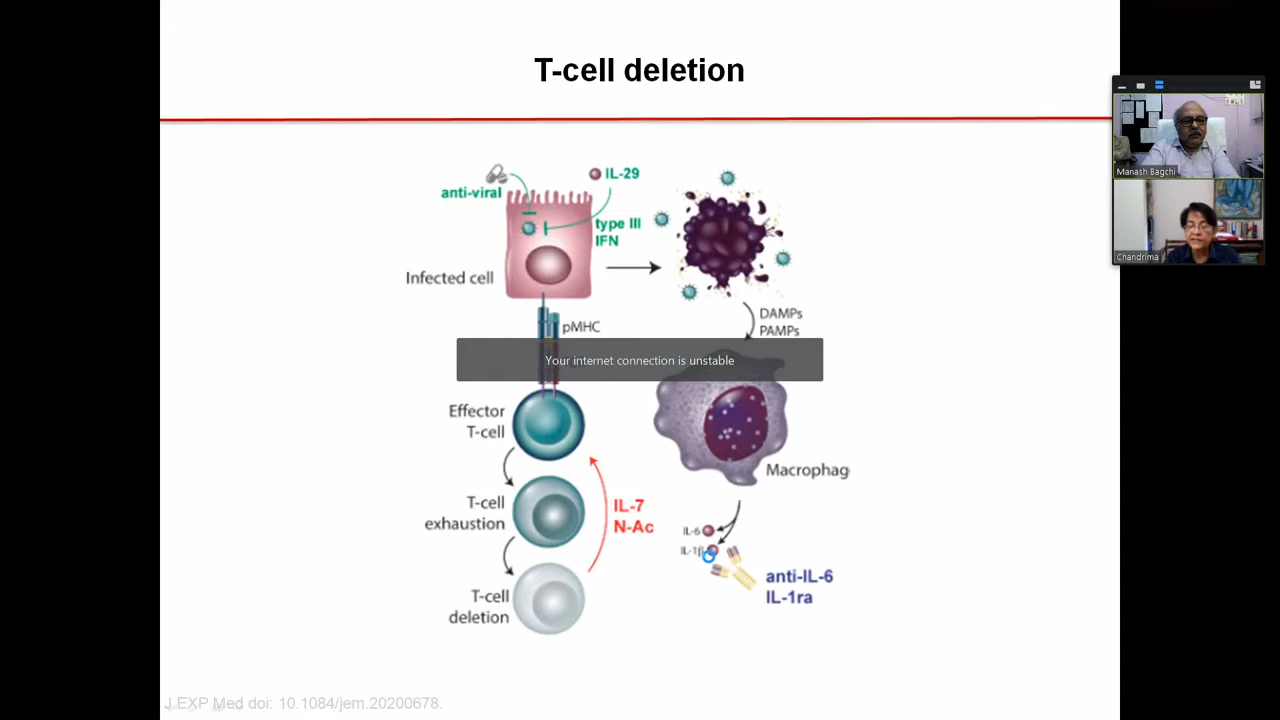 T-cell deletion
anti-viral
IL-29
type III
IFN
Infected cell
DAMPs
PAMPs
pMHC
Your internet connection is unstable
Effector
T-cell
Macrophag
T-cell
exhaustion
IL-7
N-Ac
IL-6
IL-1β
anti-IL-6
IL-1ra
T-cell
deletion
J.EXP Med doi: 10.1084/jem.20200678.
Manash Bagchi
Chandrima